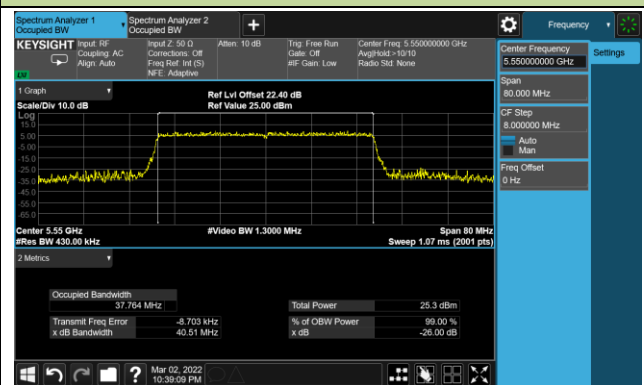 Spectrum Analyzer 1
Occupied BW
Spectrum Analyzer 2
Occupied BW
Frequency
KEYSIGHT
Input: RF
Coupling: AC
Align: Auto
Input Z: 50 Ω
Corrections: Off
Freq Ref: Int (S)
NFE: Adaptive
Atten: 10 dB
Trig: Free Run
Gate: Off
#IF Gain: Low
Center Freq: 5.550000000 GHz
Avg|Hold:>10/10
Radio Std: None
Center Frequency
5.550000000 GHz
Settings
Span
80.000 MHz
CF Step
8.000000 MHz
Auto
Man
Freq Offset
0 Hz
1 Graph
Scale/Div 10.0 dB
Ref Lvl Offset 22.40 dB
Ref Value 25.00 dBm
Log
15.0
5.00
-5.00
-15.0
-25.0
-35.0
-45.0
-55.0
-65.0
Center 5.55 GHz
#Video BW 1.3000 MHz
Span 80 MHz
#Res BW 430.00 kHz
Sweep 1.07 ms (2001 pts)
2 Metrics
Occupied Bandwidth
37.764 MHz
Total Power
25.3 dBm
Transmit Freq Error
-8.703 kHz
% of OBW Power
99.00 %
x dB Bandwidth
40.51 MHz
x dB
-26.00 dB
?
Mar 02, 2022
10:39:09 PM